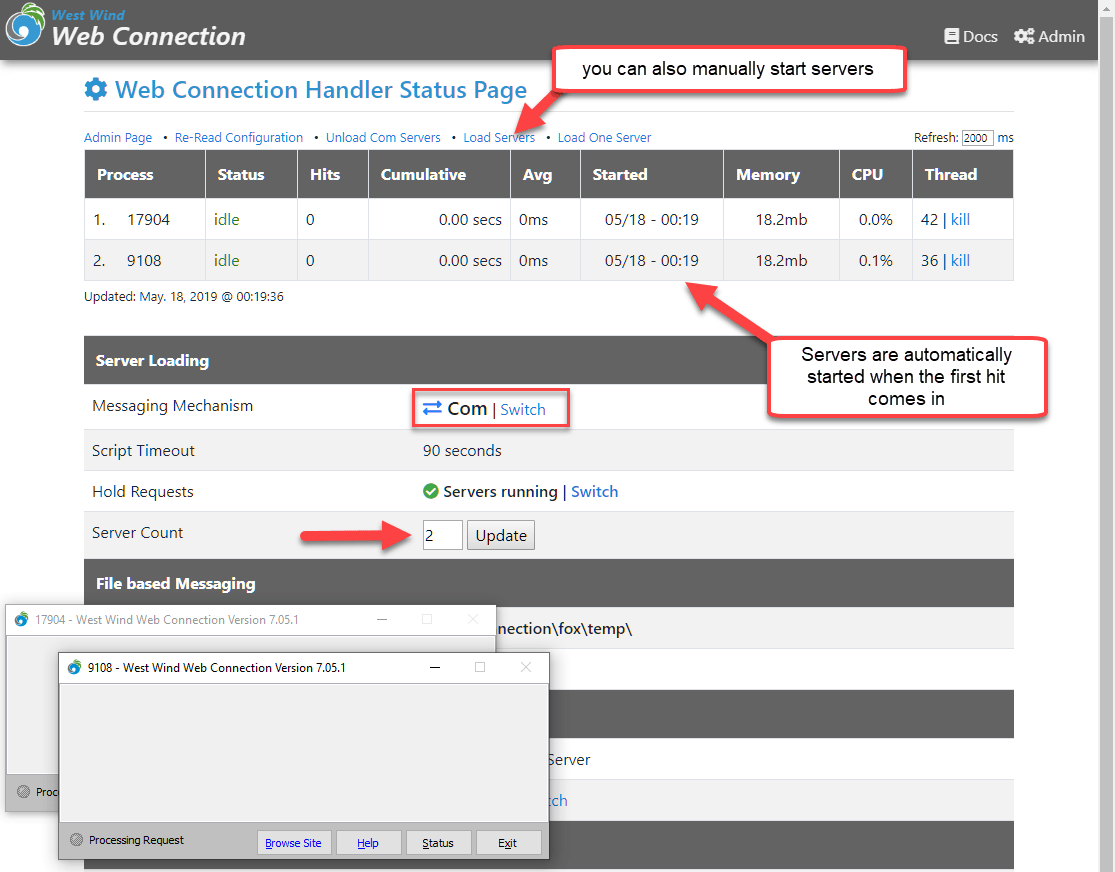 West Wind
Web Connection
Docs Admin
you can also manually start servers
Web Connection Handler Status Page
Admin Page • Re-Read Configuration • Unload Com Servers • Load Servers • Load One Server Refresh: 2000 ms
Process Status Hits Cumulative Avg Started Memory CPU Thread
1. 17904 idle 0 0.00 secs 0ms 05/18 - 00:19 18.2mb 0.0% 42 | kill
2. 9108 idle 0 0.00 secs 0ms 05/18 - 00:19 18.2mb 0.1% 36 | kill
Updated: May. 18, 2019 @ 00:19:36
Servers are automatically
started when the first hit
comes in
Server Loading
Messaging Mechanism Com | Switch
Script Timeout 90 seconds
Hold Requests Servers running | Switch
Server Count 2 Update
File based Messaging
17904 - West Wind Web Connection Version 7.05.1
nection\fox\temp\
9108 - West Wind Web Connection Version 7.05.1
Server
tch
Proc
Processing Request Browse Site Help Status Exit